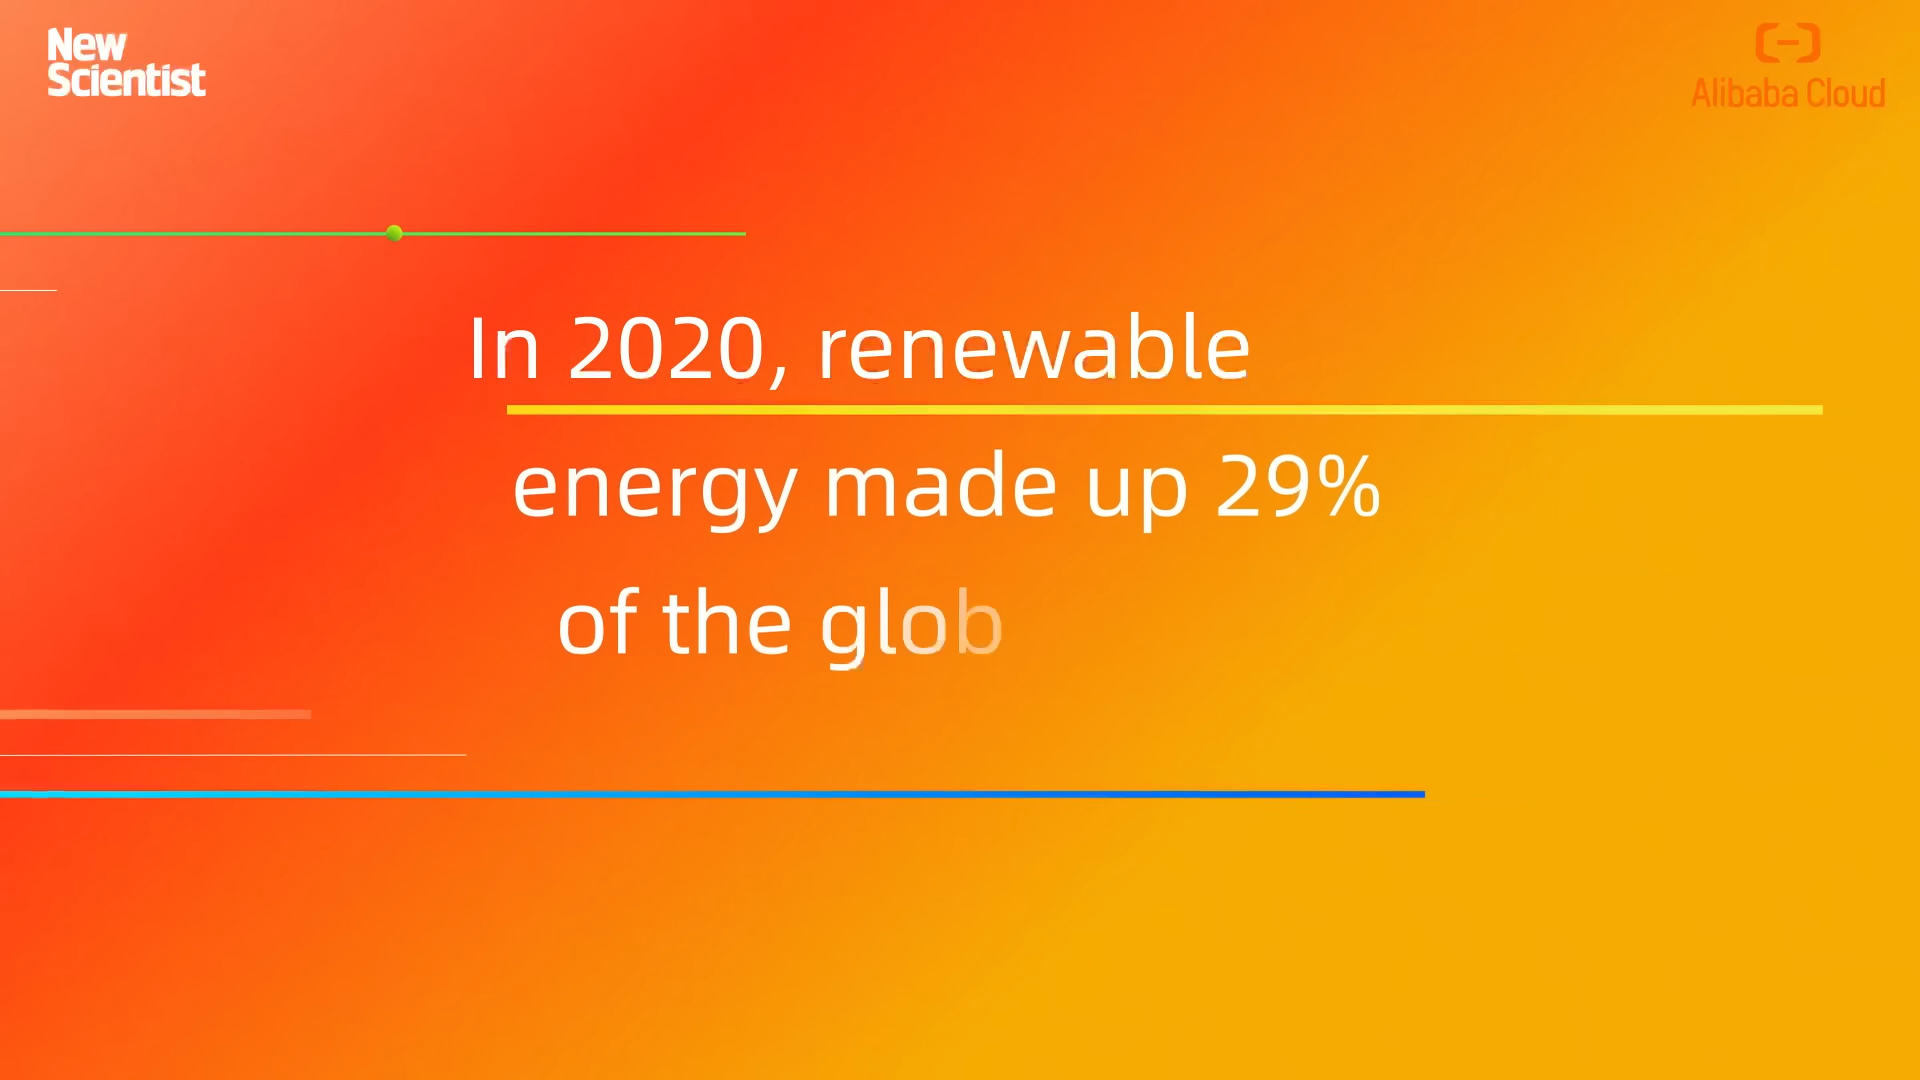 New
Scientist
Alibaba Cloud
In 2020, renewable
energy made up 29%
of the glob